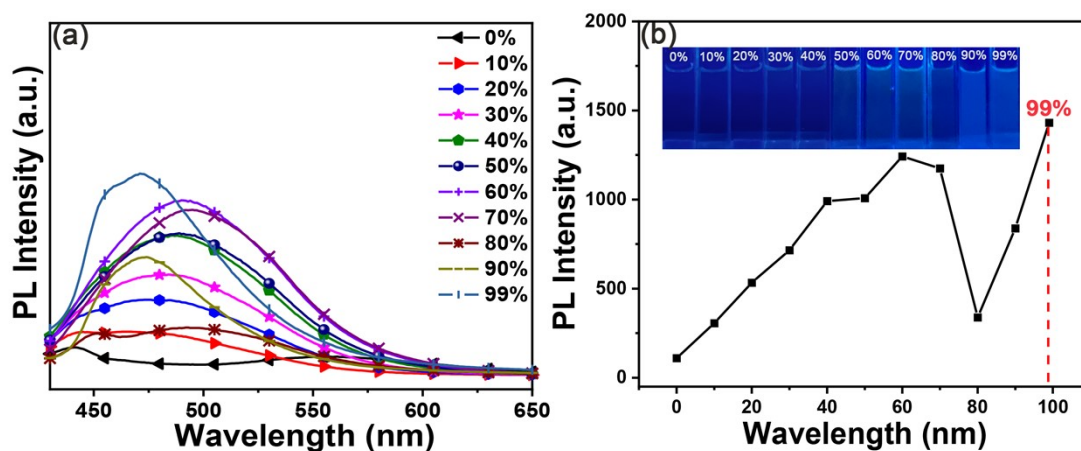 (a)
PL Intensity (a.u.)
0%
10%
20%
30%
40%
50%
60%
70%
80%
90%
99%
450 500 550 600 650
Wavelength (nm)
(b)
PL Intensity (a.u.)
2000
1500
1000
500
0
0% 10% 20% 30% 40% 50% 60% 70% 80% 90% 99%
99%
0 20 40 60 80 100
Wavelength (nm)